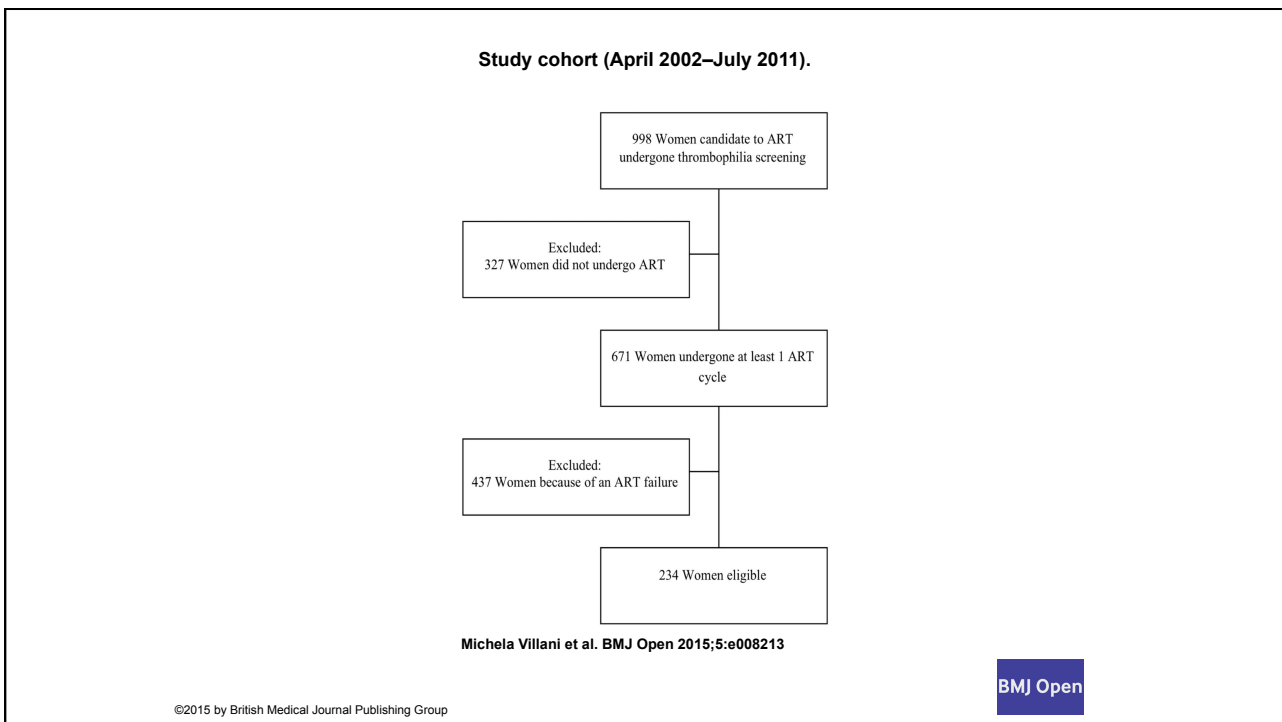 Study cohort (April 2002–July 2011).
998 Women candidate to ART
undergone thrombophilia screening
Excluded:
327 Women did not undergo ART
671 Women undergone at least 1 ART
cycle
Excluded:
437 Women because of an ART failure
234 Women eligible
Michela Villani et al. BMJ Open 2015;5:e008213
BMJ Open
©2015 by British Medical Journal Publishing Group